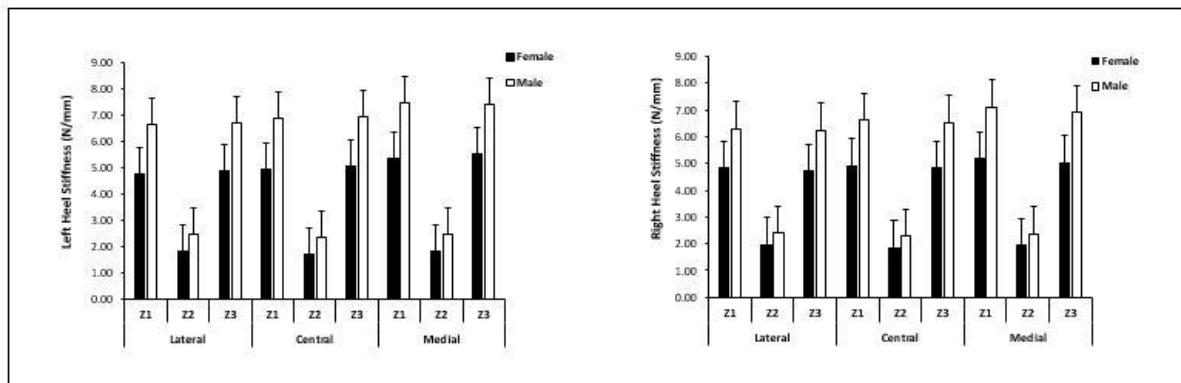 Female
Male
Left Heel Stiffness (N/mm)
9.00
8.00
7.00
6.00
5.00
4.00
3.00
2.00
1.00
0.00
Z1 Z2 Z3 Z1 Z2 Z3 Z1 Z2 Z3
Lateral Central Medial
Female
Male
Right Heel Stiffness (N/mm)
9.00
8.00
7.00
6.00
5.00
4.00
3.00
2.00
1.00
0.00
Z1 Z2 Z3 Z1 Z2 Z3 Z1 Z2 Z3
Lateral Central Medial